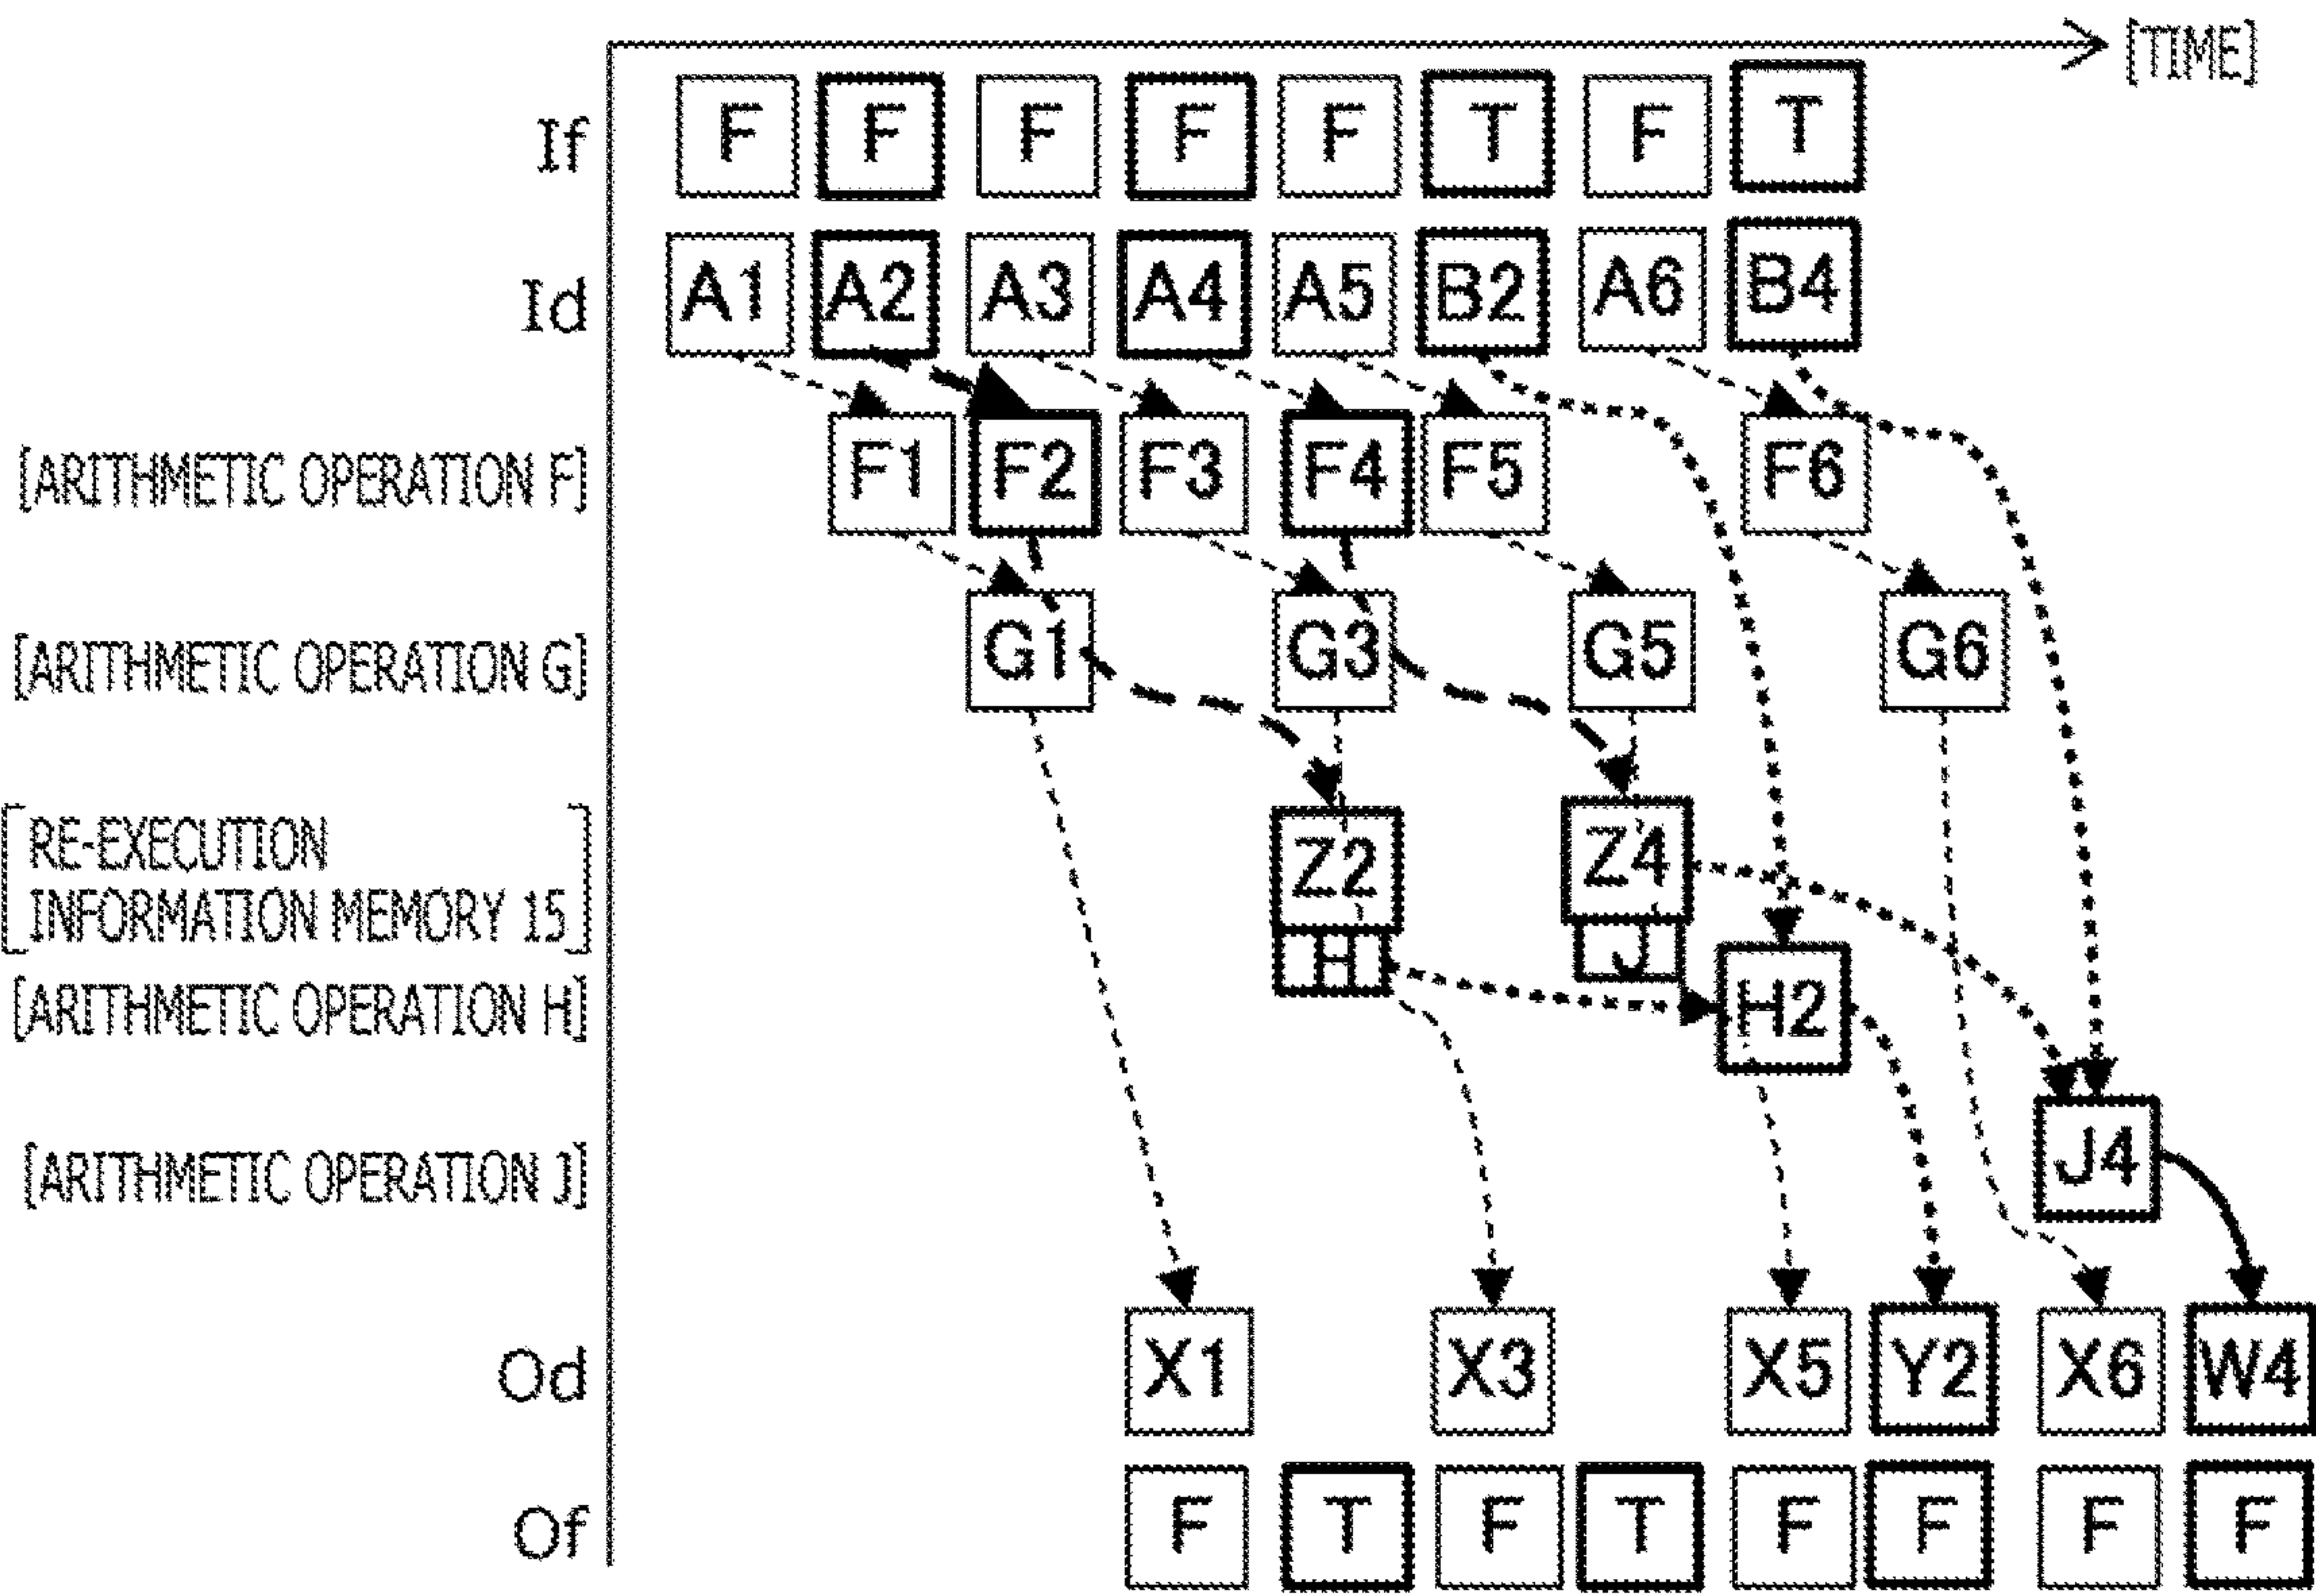 [TIME]
If F F F F F T F T
Id A1 A2 A3 A4 A5 B2 A6 B4
[ARITHMETIC OPERATION F] F1 F2 F3 F4 F5 F6
[ARITHMETIC OPERATION G] G1 G3 G5 G6
[RE-EXECUTION
INFORMATION MEMORY 15] Z2 Z4
H J
[ARITHMETIC OPERATION H] H2
[ARITHMETIC OPERATION J] J4
Od X1 X3 X5 Y2 X6 W4
Of F T F T F F F F